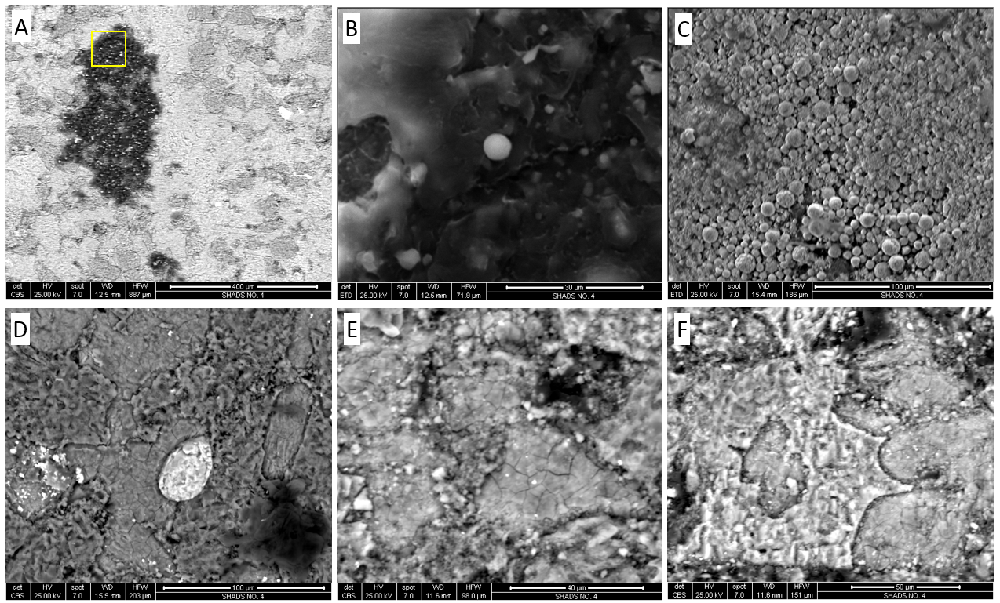 A
B
C
det HV spot WD HFW 400 µm
CBS 25.00 kV 7.0 12.5 mm 887 µm SHADS NO. 4
det HV spot WD HFW 30 µm
ETD 25.00 kV 7.0 12.5 mm 71.9 µm SHADS NO. 4
det HV spot WD HFW 100 µm
ETD 25.00 kV 7.0 15.4 mm 186 µm SHADS NO. 4
D
E
F
det HV spot WD HFW 100 µm
CBS 25.00 kV 7.0 15.5 mm 203 µm SHADS NO. 4
det HV spot WD HFW 40 µm
CBS 25.00 kV 7.0 11.6 mm 98.0 µm SHADS NO. 4
det HV spot WD HFW 50 µm
CBS 25.00 kV 7.0 11.6 mm 151 µm SHADS NO. 4